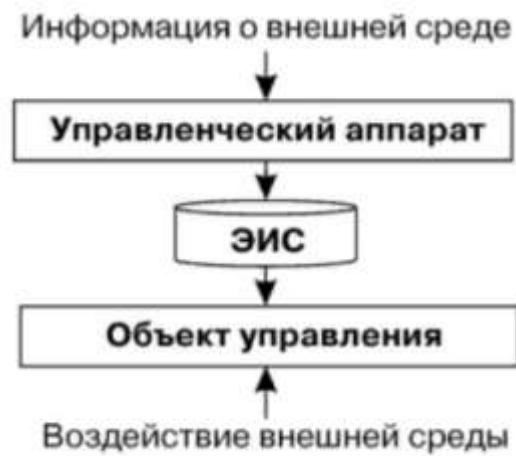 Информация о внешней среде
Управленческий аппарат
ЭИС
Объект управления
Воздействие внешней среды